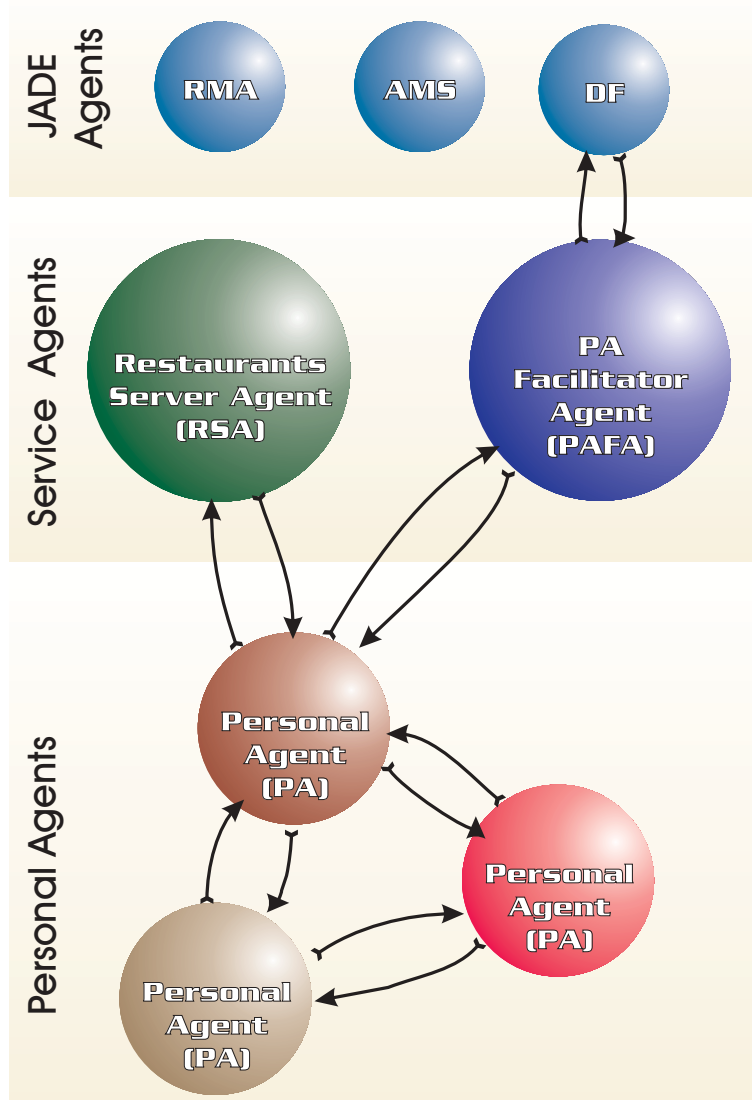 JADE
Agents
RMA
AMS
DF
Service Agents
Restaurants
Server Agent
(RSA)
PA
Facilitator
Agent
(PAFA)
Personal Agents
Personal
Agent
(PA)
Personal
Agent
(PA)
Personal
Agent
(PA)